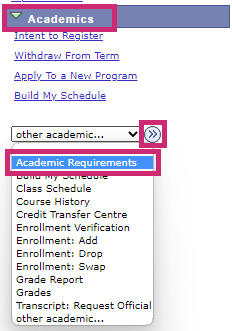 Academics
Intent to Register
Withdraw From Term
Apply To a New Program
Build My Schedule
other academic...
Academic Requirements
Build My Schedule
Class Schedule
Course History
Credit Transfer Centre
Enrollment Verification
Enrollment: Add
Enrollment: Drop
Enrollment: Swap
Grade Report
Grades
Transcript: Request Official
other academic...